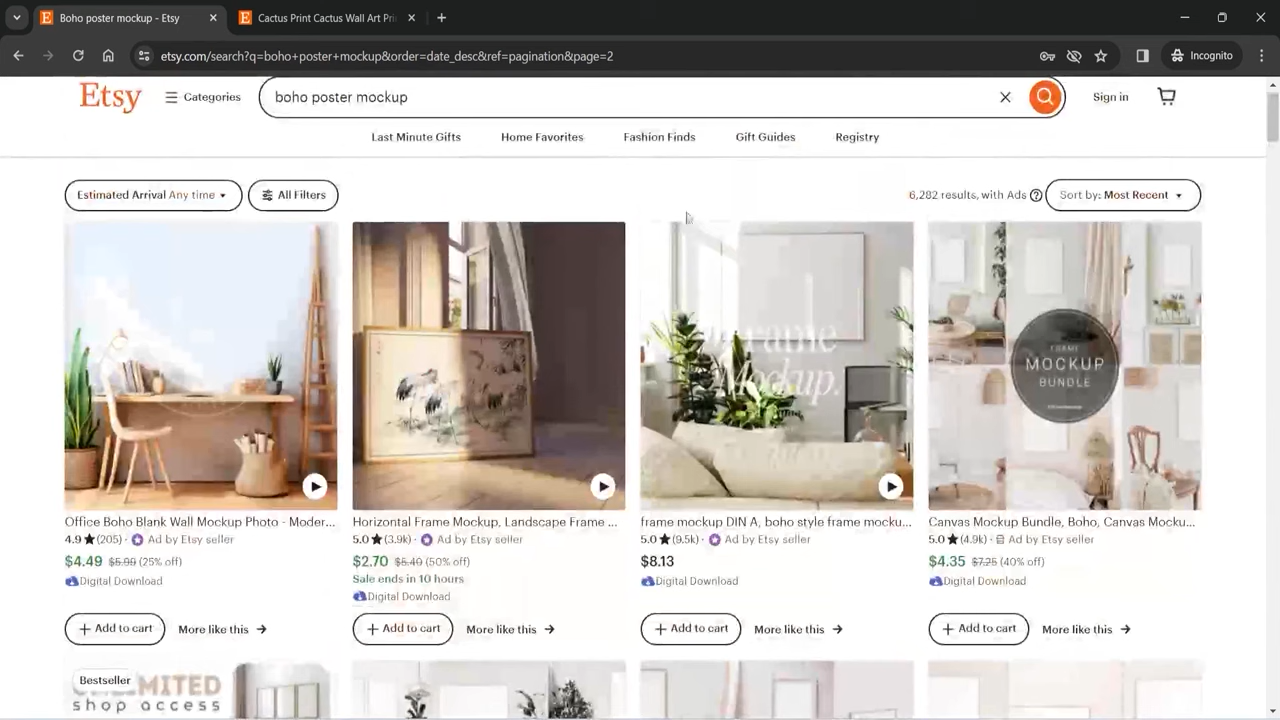 Boho poster mockup - Etsy
Cactus Print Cactus Wall Art Pri
etsy.com/search?q=boho+poster+mockup&order=date_desc&ref=pagination&page=2
Incognito
Etsy
Categories
boho poster mockup
Sign in
Last Minute Gifts
Home Favorites
Fashion Finds
Gift Guides
Registry
Estimated Arrival Any time
All Filters
6,282 results, with Ads
Sort by: Most Recent
Frame
Mockup.
FRAME
MOCKUP
BUNDLE
Office Boho Blank Wall Mockup Photo - Moder...
4.9 ★ (205) · Ad by Etsy seller
$4.49 $5.99 (25% off)
Digital Download
+ Add to cart
More like this →
Horizontal Frame Mockup, Landscape Frame ...
5.0 ★ (3.9k) · Ad by Etsy seller
$2.70 $5.40 (50% off)
Sale ends in 10 hours
Digital Download
+ Add to cart
More like this →
frame mockup DIN A, boho style frame mocku...
5.0 ★ (9.5k) · Ad by Etsy seller
$8.13
Digital Download
+ Add to cart
More like this →
Canvas Mockup Bundle, Boho, Canvas Mocku...
5.0 ★ (4.9k) · Ad by Etsy seller
$4.35 $7.25 (40% off)
Digital Download
+ Add to cart
More like this →
Bestseller
shop access